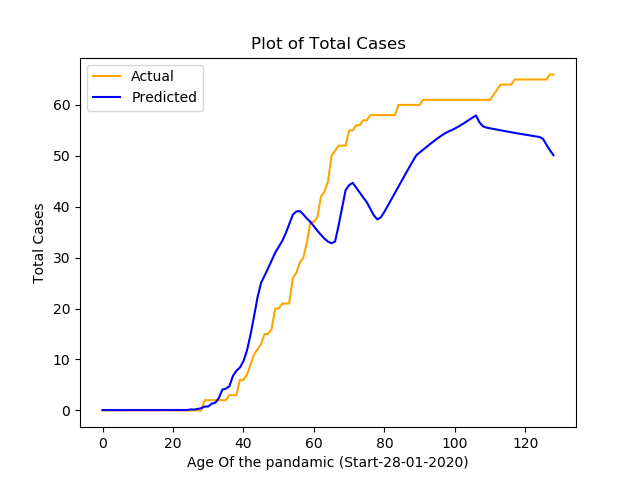 Plot of Total Cases
Actual
Predicted
Total Cases
60
50
40
30
20
10
0
0 20 40 60 80 100 120
Age Of the pandamic (Start-28-01-2020)